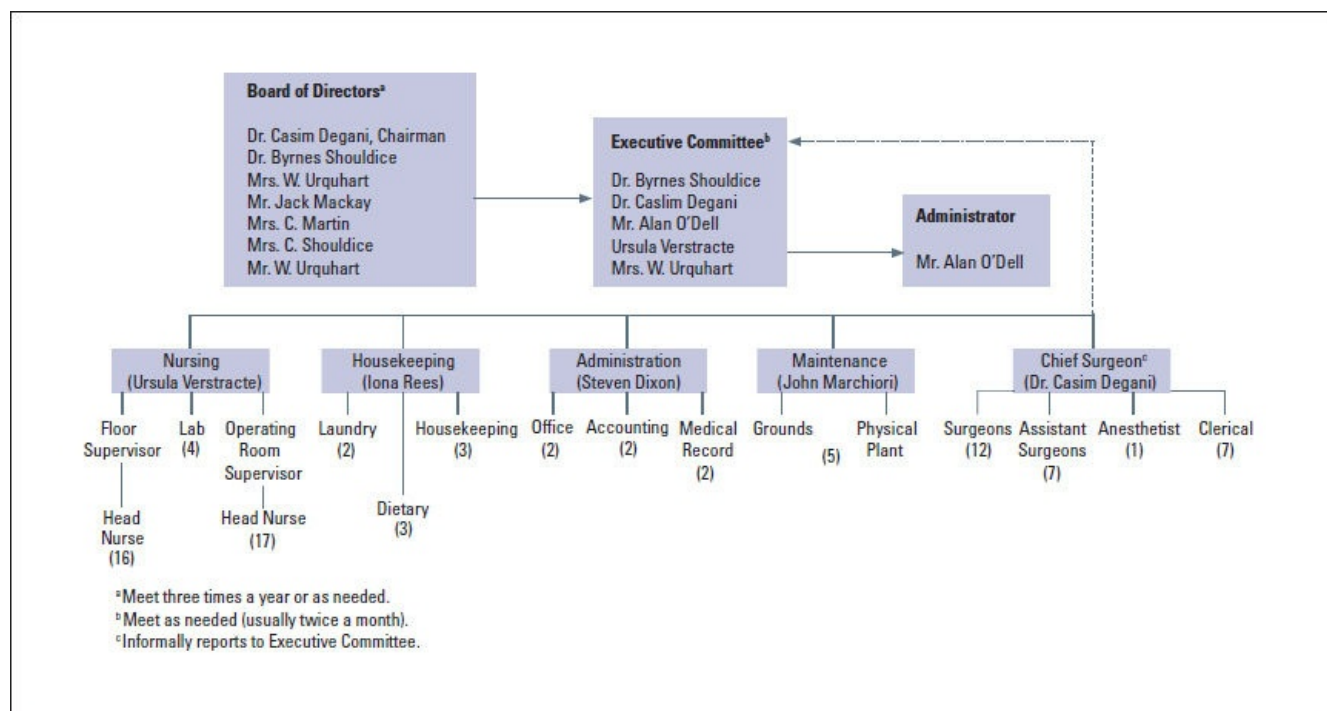 Board of Directorsᵃ
Dr. Casim Degani, Chairman
Dr. Byrnes Shouldice
Mrs. W. Urquhart
Mr. Jack Mackay
Mrs. C. Martin
Mrs. C. Shouldice
Mr. W. Urquhart
Executive Committeeᵇ
Dr. Byrnes Shouldice
Dr. Caslim Degani
Mr. Alan O’Dell
Ursula Verstracte
Mrs. W. Urquhart
Administrator
Mr. Alan O’Dell
Nursing
(Ursula Verstracte)
Housekeeping
(Iona Rees)
Administration
(Steven Dixon)
Maintenance
(John Marchiori)
Chief Surgeonᶜ
(Dr. Casim Degani)
Floor
Supervisor
Lab
(4)
Operating
Room
Supervisor
Laundry
(2)
Housekeeping
(3)
Office
(2)
Accounting
(2)
Medical
Record
(2)
Grounds
(5)
Physical
Plant
Surgeons
(12)
Assistant
Surgeons
(7)
Anesthetist
(1)
Clerical
(7)
Head
Nurse
(16)
Head Nurse
(17)
Dietary
(3)
ᵃMeet three times a year or as needed.
ᵇMeet as needed (usually twice a month).
ᶜInformally reports to Executive Committee.